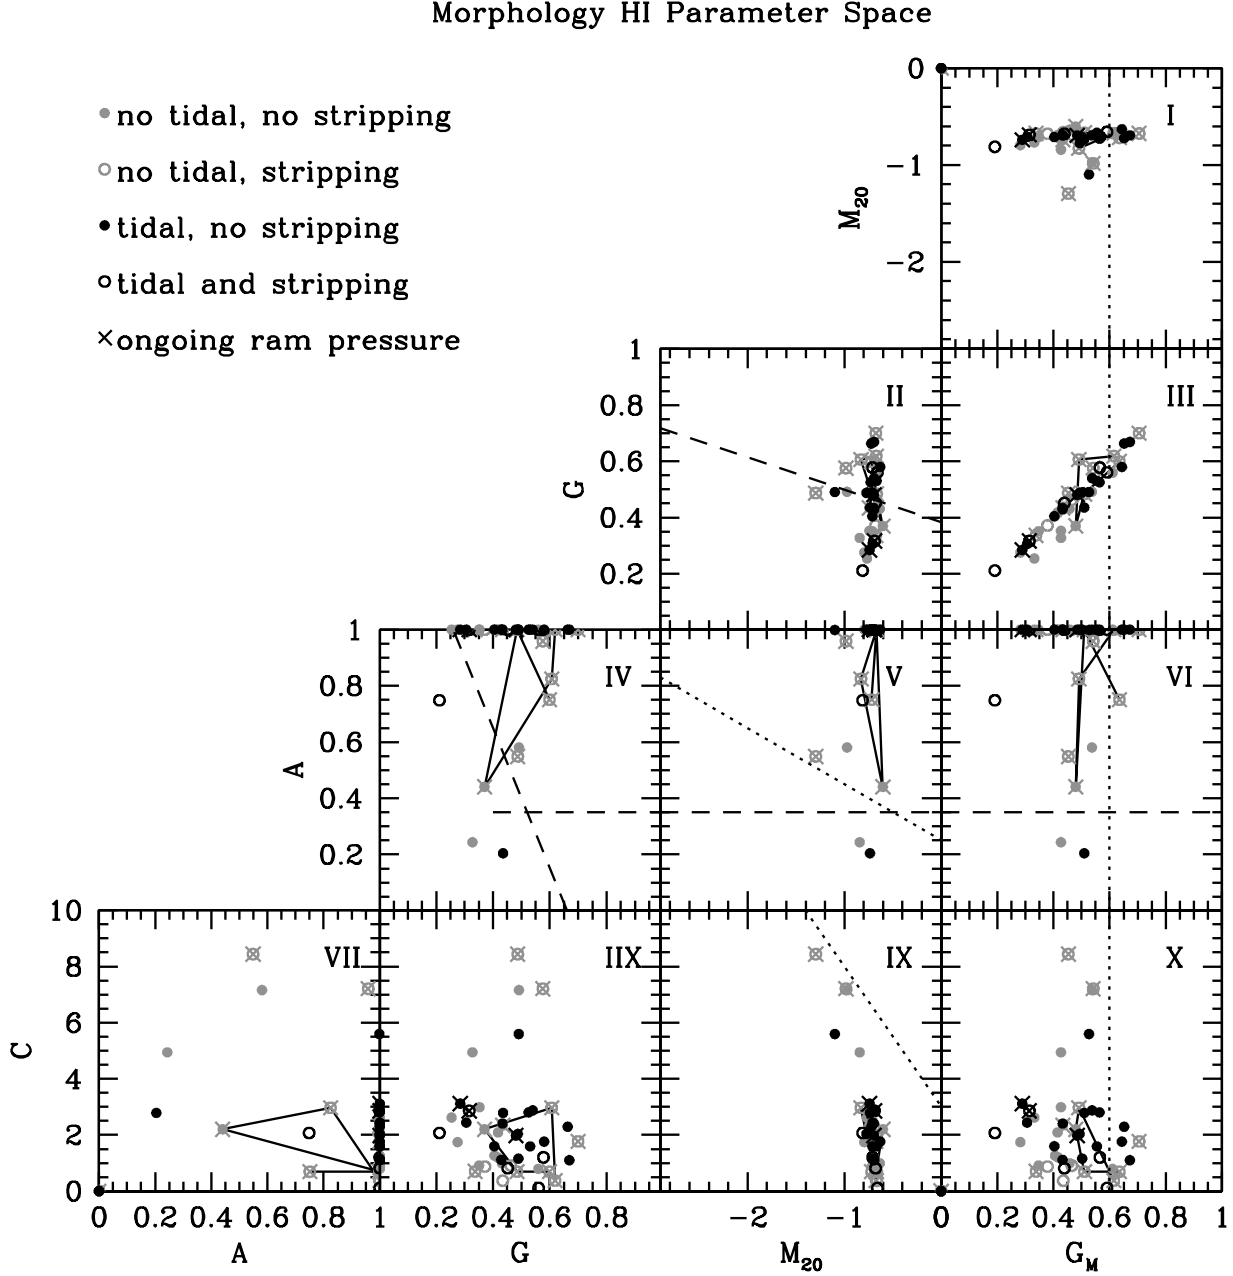 Morphology HI Parameter Space
no tidal, no stripping
no tidal, stripping
tidal, no stripping
tidal and stripping
ongoing ram pressure
0
−1
−2
M20
I
1
0.8
0.6
0.4
0.2
G
II
III
1
0.8
0.6
0.4
0.2
A
IV
V
VI
10
8
6
4
2
0
C
VII
IIX
IX
X
0 0.2 0.4 0.6 0.8 1 0.2 0.4 0.6 0.8 −2 −1 0 0.2 0.4 0.6 0.8 1
A G M20 GM